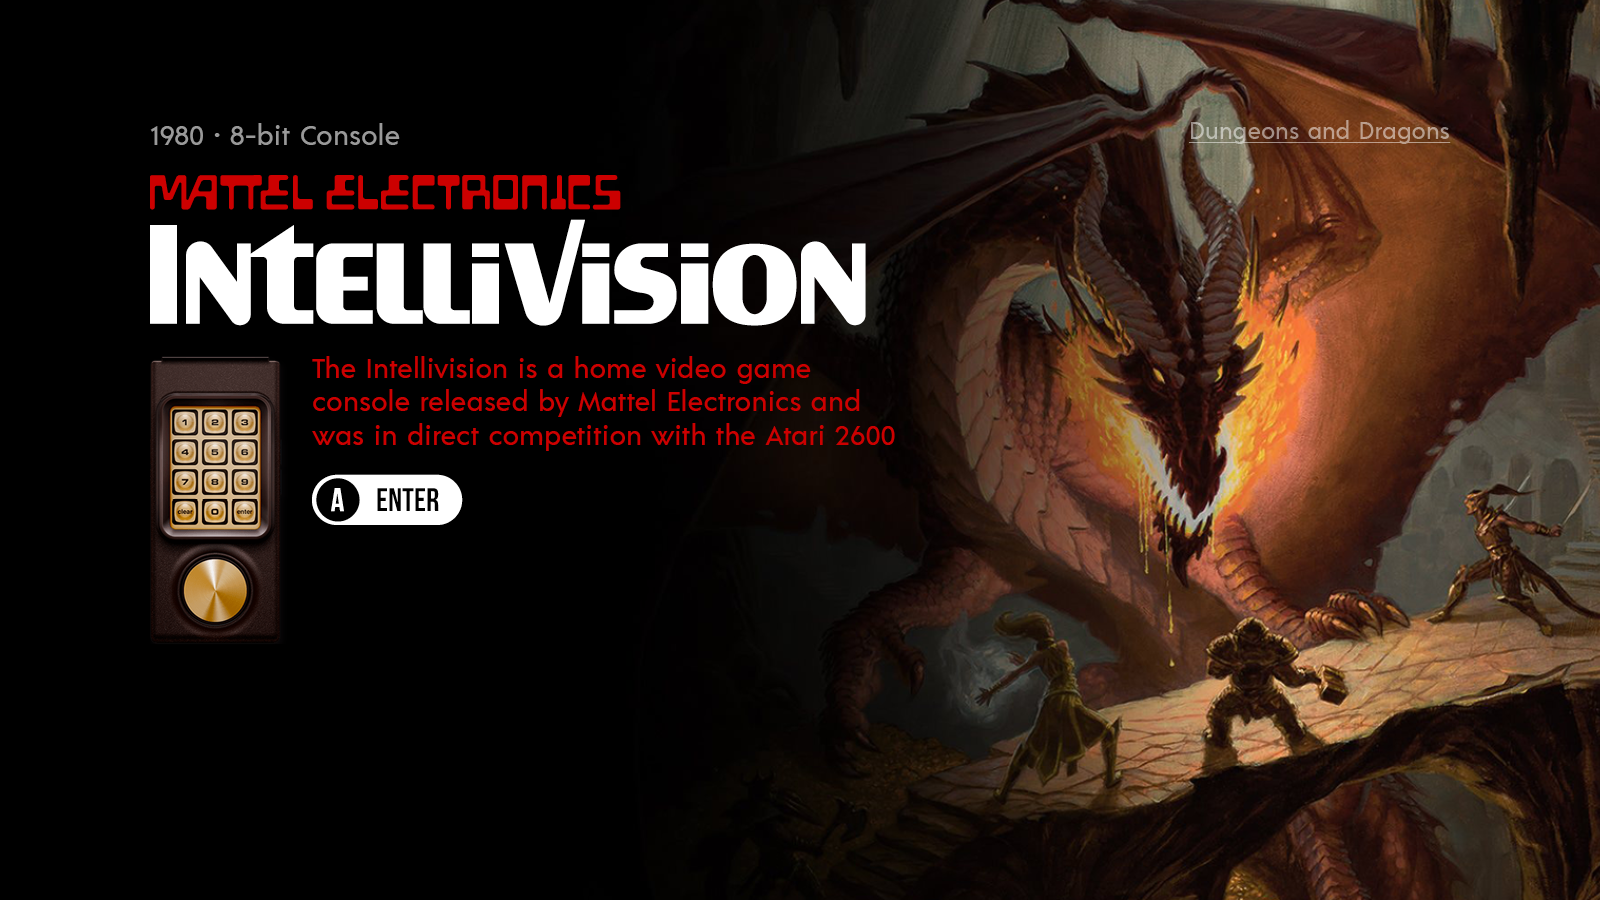 1980 · 8-bit Console
Dungeons and Dragons
MATTEL ELECTRONICS
INTELLIVISION
The Intellivision is a home video game
console released by Mattel Electronics and
was in direct competition with the Atari 2600
1 2 3
4 5 6
7 8 9
clear 0 enter
A ENTER